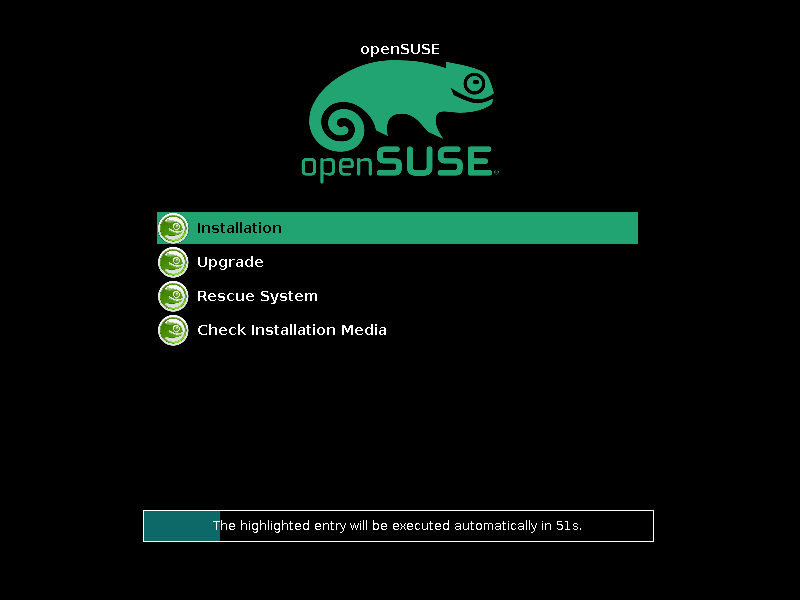 openSUSE
openSUSE
Installation
Upgrade
Rescue System
Check Installation Media
The highlighted entry will be executed automatically in 51s.